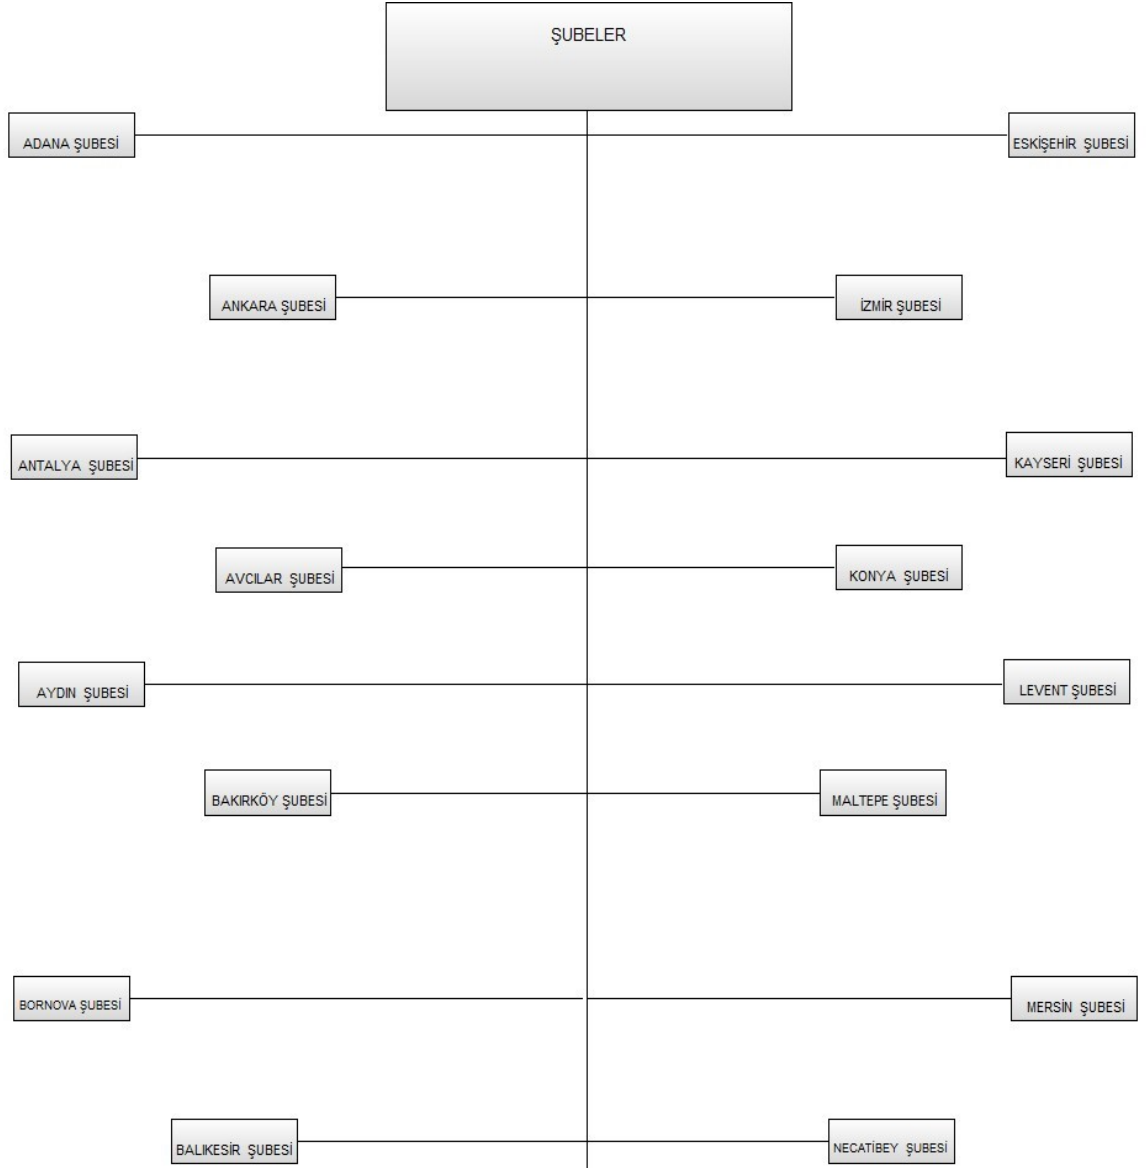 ŞUBELER
ADANA ŞUBESİ
ESKİŞEHİR ŞUBESİ
ANKARA ŞUBESİ
İZMİR ŞUBESİ
ANTALYA ŞUBESİ
KAYSERİ ŞUBESİ
AVCILAR ŞUBESİ
KONYA ŞUBESİ
AYDIN ŞUBESİ
LEVENT ŞUBESİ
BAKIRKÖY ŞUBESİ
MALTEPE ŞUBESİ
BORNOVA ŞUBESİ
MERSİN ŞUBESİ
BALIKESİR ŞUBESİ
NECATİBEY ŞUBESİ